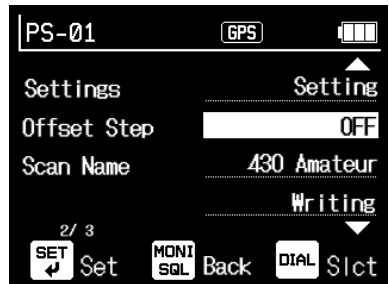 PS-01 GPS
Settings Setting
Offset Step OFF
Scan Name 430 Amateur
Writing
2/ 3
SET Set MONI SQL Back DIAL Slct